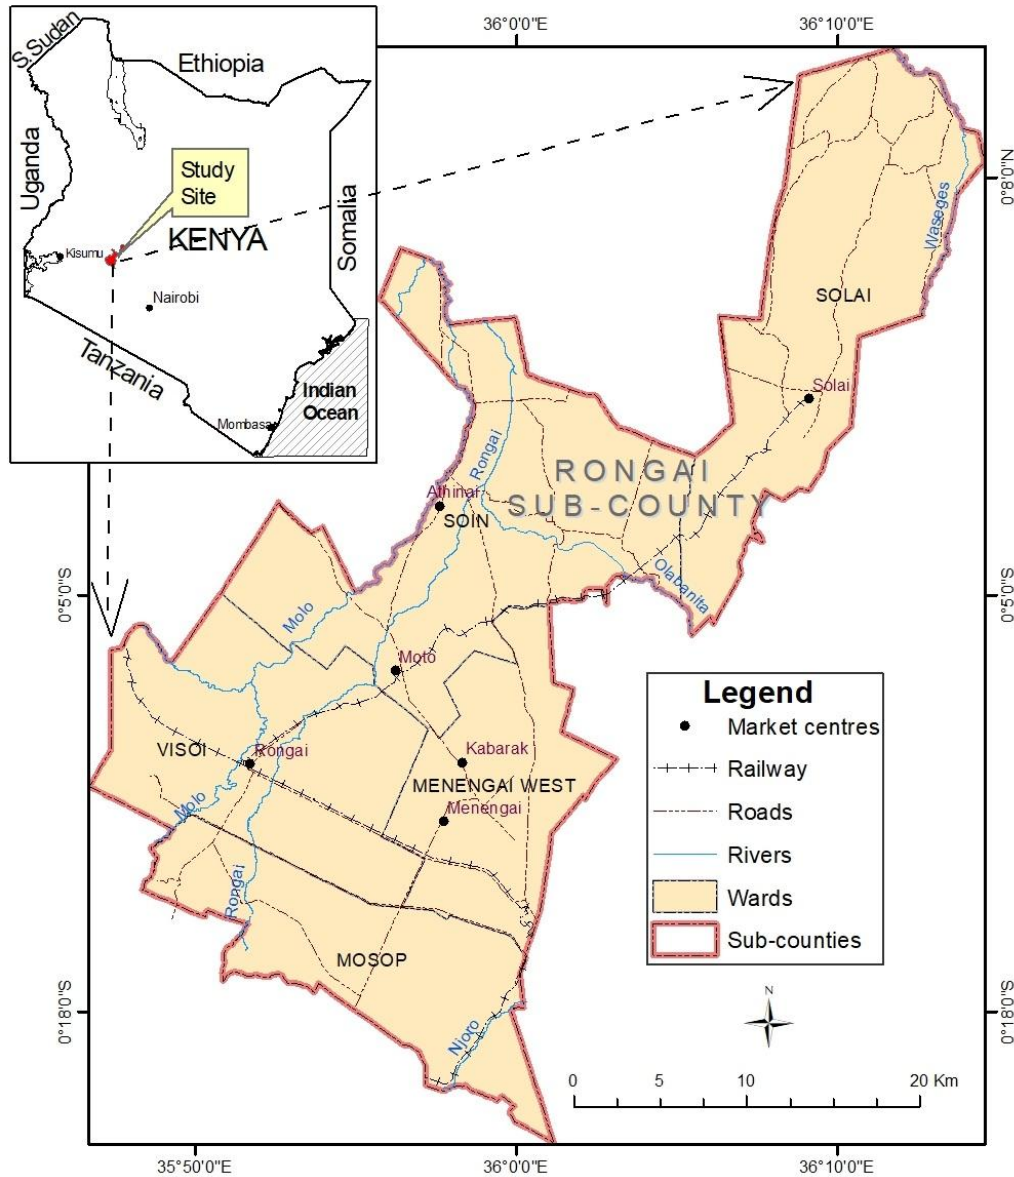 36°0'0"E
36°10'0"E
S.Sudan
Ethiopia
Uganda
Study
Site
Somalia
KENYA
Kisumu
Nairobi
Tanzania
Indian
Ocean
Mombasa
0°8'0"N
0°8'0"N
Waseges
SOLAI
Solai
Rongai
RONGAI
SUB-COUNTY
Athinai
SOIN
Olabanita
0°5'0"S
0°5'0"S
Molo
Moto
VISOI
Rongai
Kabarak
MENENGAI WEST
Menengai
Molo
Rongai
MOSOP
Njoro
Legend
Market centres
Railway
Roads
Rivers
Wards
Sub-counties
0°18'0"S
0°18'0"S
N
0 5 10 20 Km
35°50'0"E
36°0'0"E
36°10'0"E